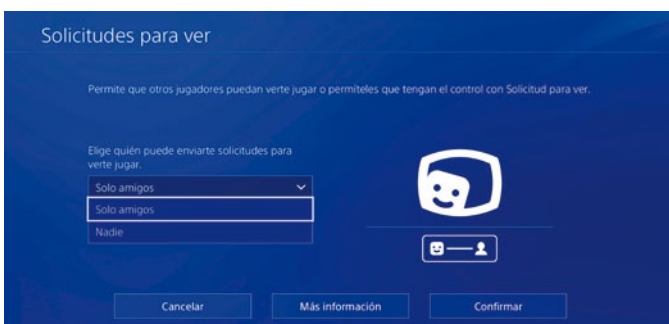 Solicitudes para ver
Permite que otros jugadores puedan verte jugar o permíteles que tengan el control con Solicitud para ver.
Elige quién puede enviarte solicitudes para
verte jugar.
Solo amigos
Solo amigos
Nadie
Cancelar
Más información
Confirmar